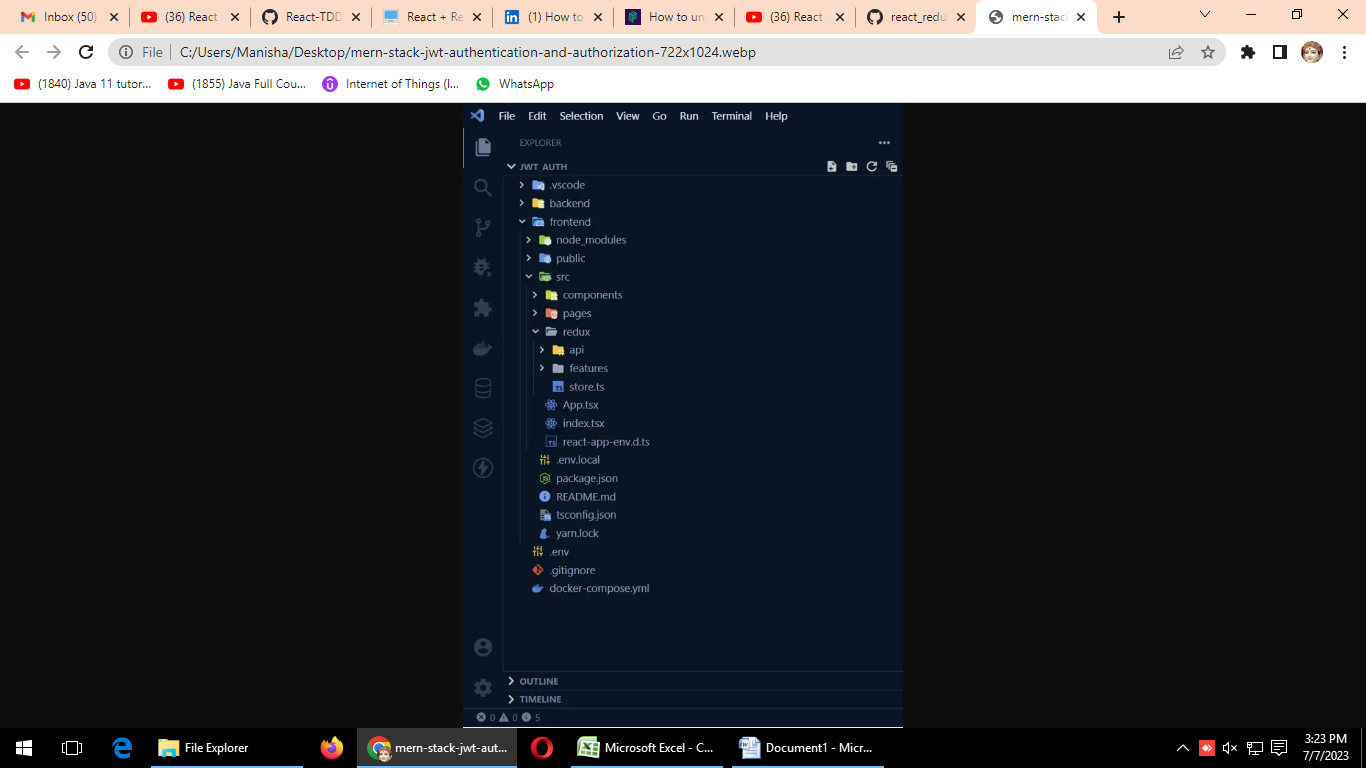 Inbox (50)
(36) React
React-TDD
React + Re
(1) How to
How to un
(36) React
react_redu
mern-stac
File
C:/Users/Manisha/Desktop/mern-stack-jwt-authentication-and-authorization-722x1024.webp
(1840) Java 11 tutor...
(1855) Java Full Cou...
Internet of Things (I...
WhatsApp
File Edit Selection View Go Run Terminal Help
EXPLORER
JWT_AUTH
.vscode
backend
frontend
node_modules
public
src
components
pages
redux
api
features
store.ts
App.tsx
index.tsx
react-app-env.d.ts
.env.local
package.json
README.md
tsconfig.json
yarn.lock
.env
.gitignore
docker-compose.yml
OUTLINE
TIMELINE
0 0 5
File Explorer
mern-stack-jwt-aut...
Microsoft Excel - C...
Document1 - Micr...
3:23 PM
7/7/2023